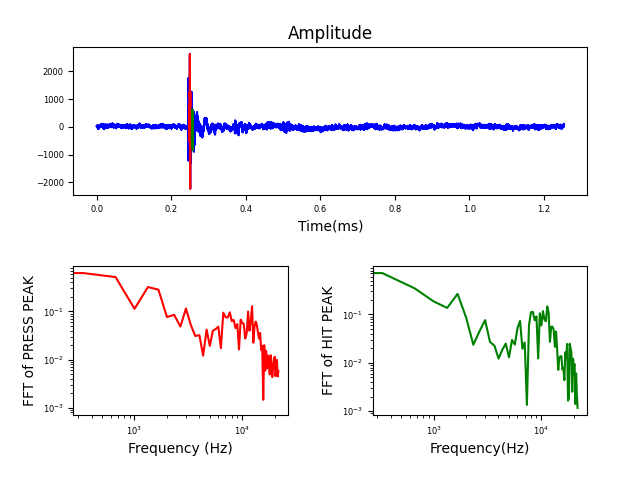 Amplitude
2000
1000
0
−1000
−2000
0.0 0.2 0.4 0.6 0.8 1.0 1.2
Time(ms)
FFT of PRESS PEAK
10⁻¹
10⁻²
10⁻³
10³ 10⁴
Frequency (Hz)
FFT of HIT PEAK
10⁻¹
10⁻²
10⁻³
10³ 10⁴
Frequency(Hz)